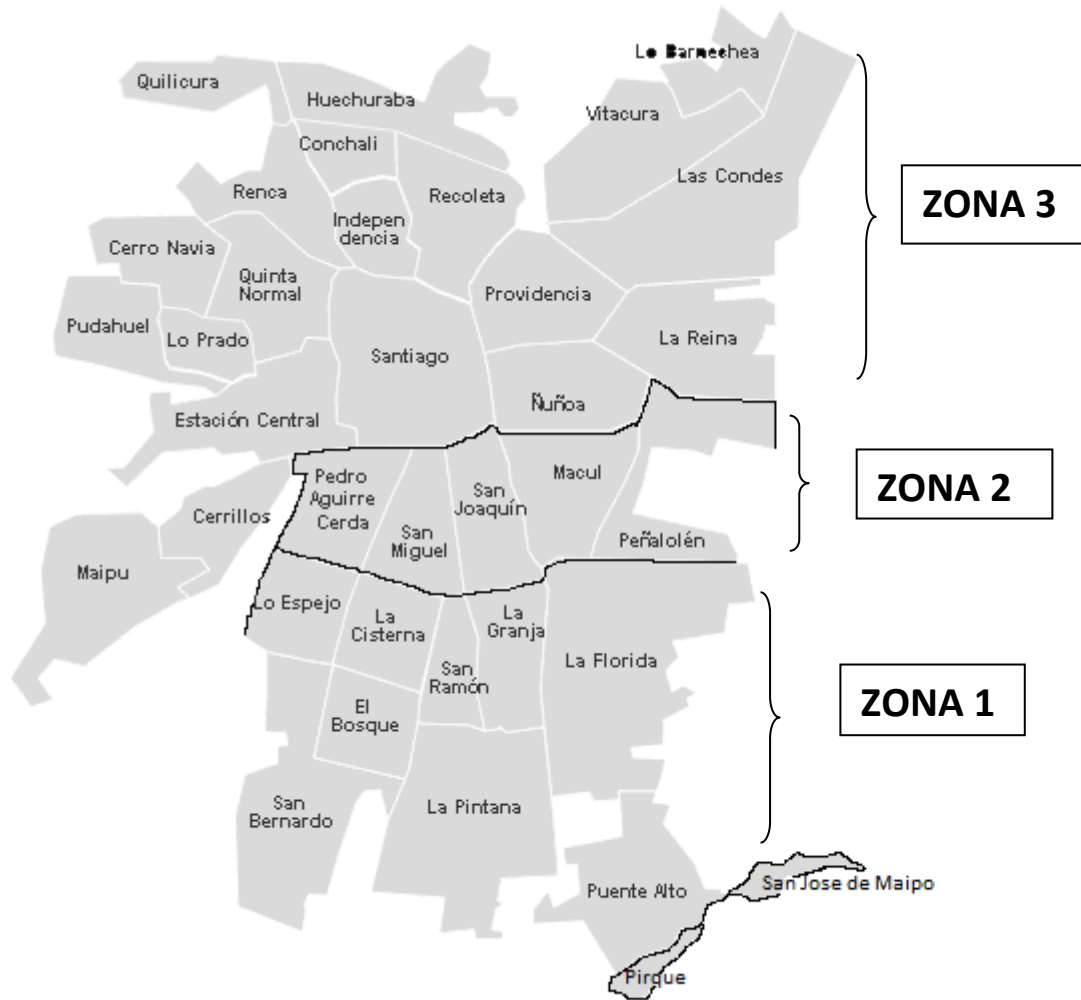 Lo Barnechea
Quilicura
Huechuraba
Vitacura
Conchali
Las Condes
Renca
Recoleta
ZONA 3
Indepen
dencia
Cerro Navia
Quinta
Normal
Providencia
Pudahuel
Lo Prado
La Reina
Santiago
Ñuñoa
Estación Central
Pedro
Aguirre
Cerda
Macul
San
Joaquín
ZONA 2
Cerrillos
San
Miguel
Peñalolén
Maipu
Lo Espejo
La
Cisterna
La
Granja
La Florida
San
Ramón
ZONA 1
El
Bosque
San
Bernardo
La Pintana
Puente Alto
San Jose de Maipo
Pirque